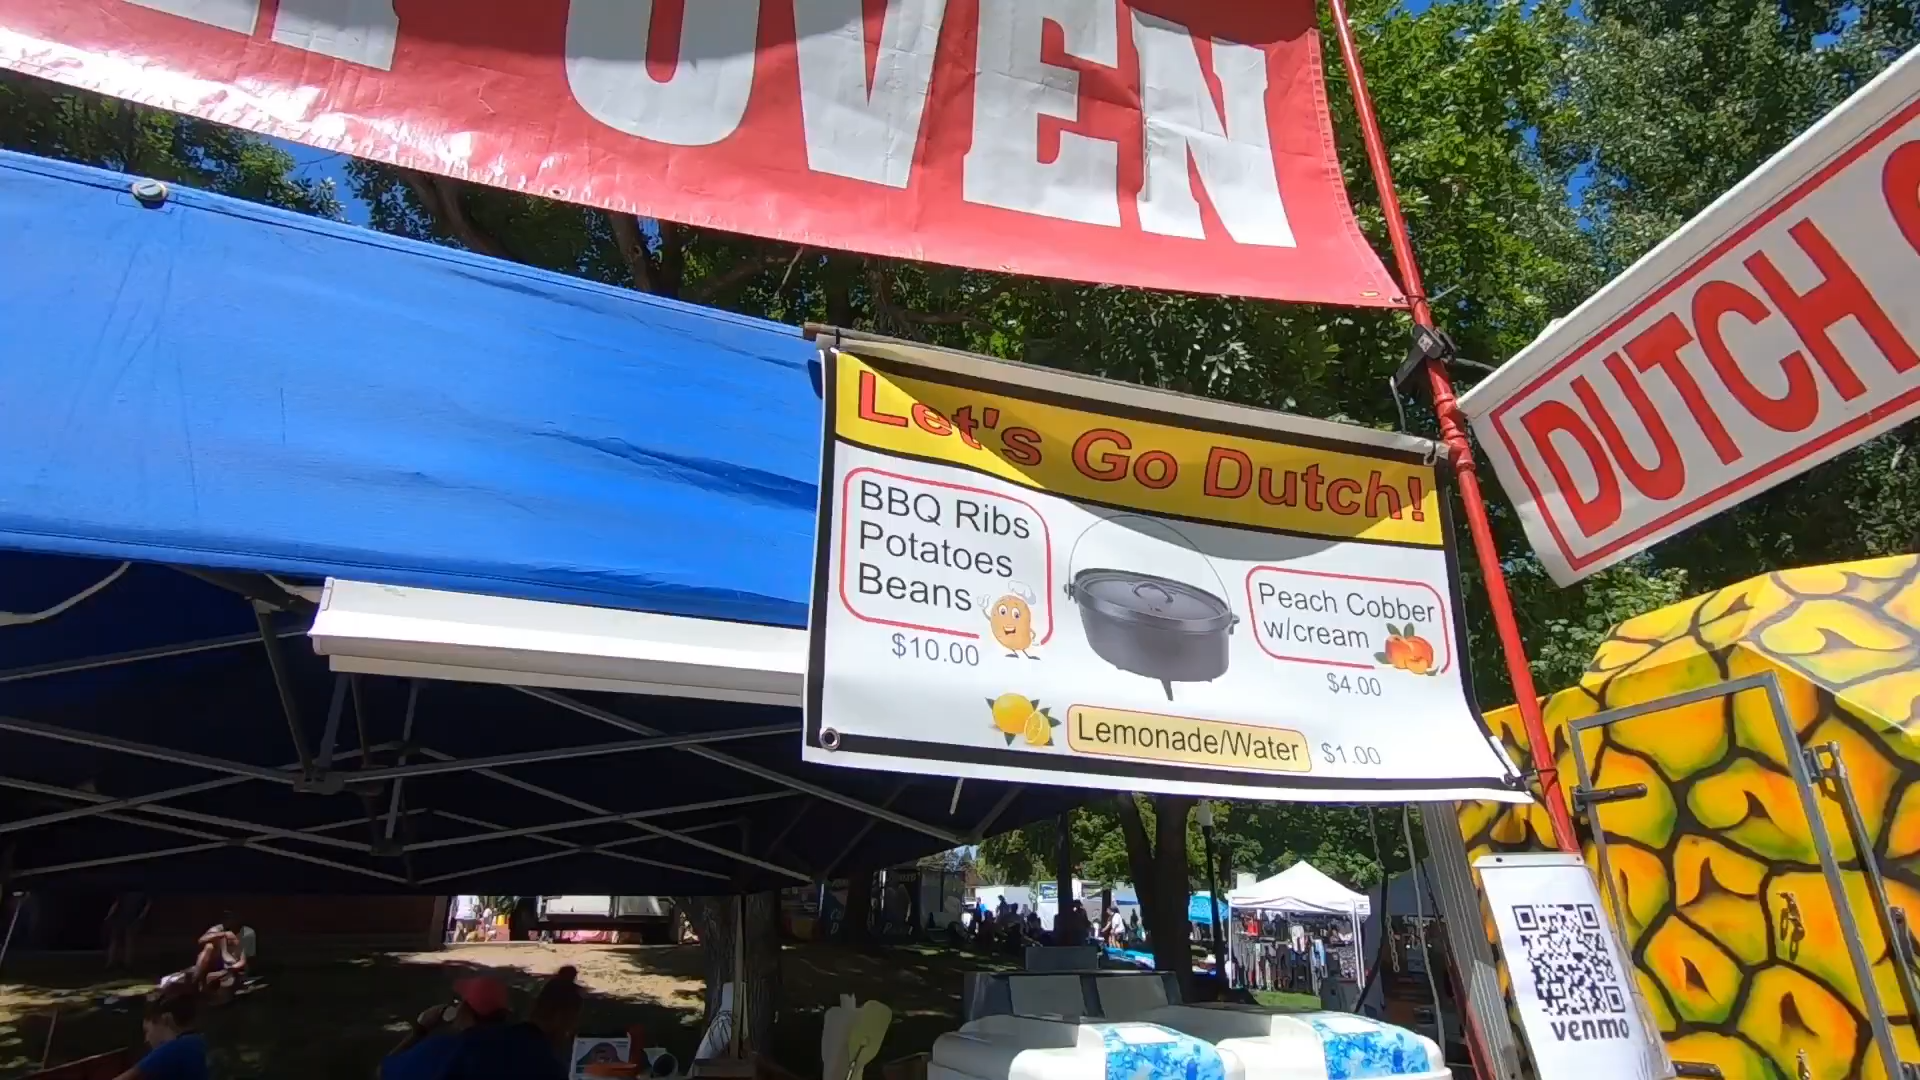 OVEN
DUTCH
Let's Go Dutch!
BBQ Ribs
Potatoes
Beans
$10.00
Peach Cobber
w/cream
$4.00
Lemonade/Water $1.00
venmo